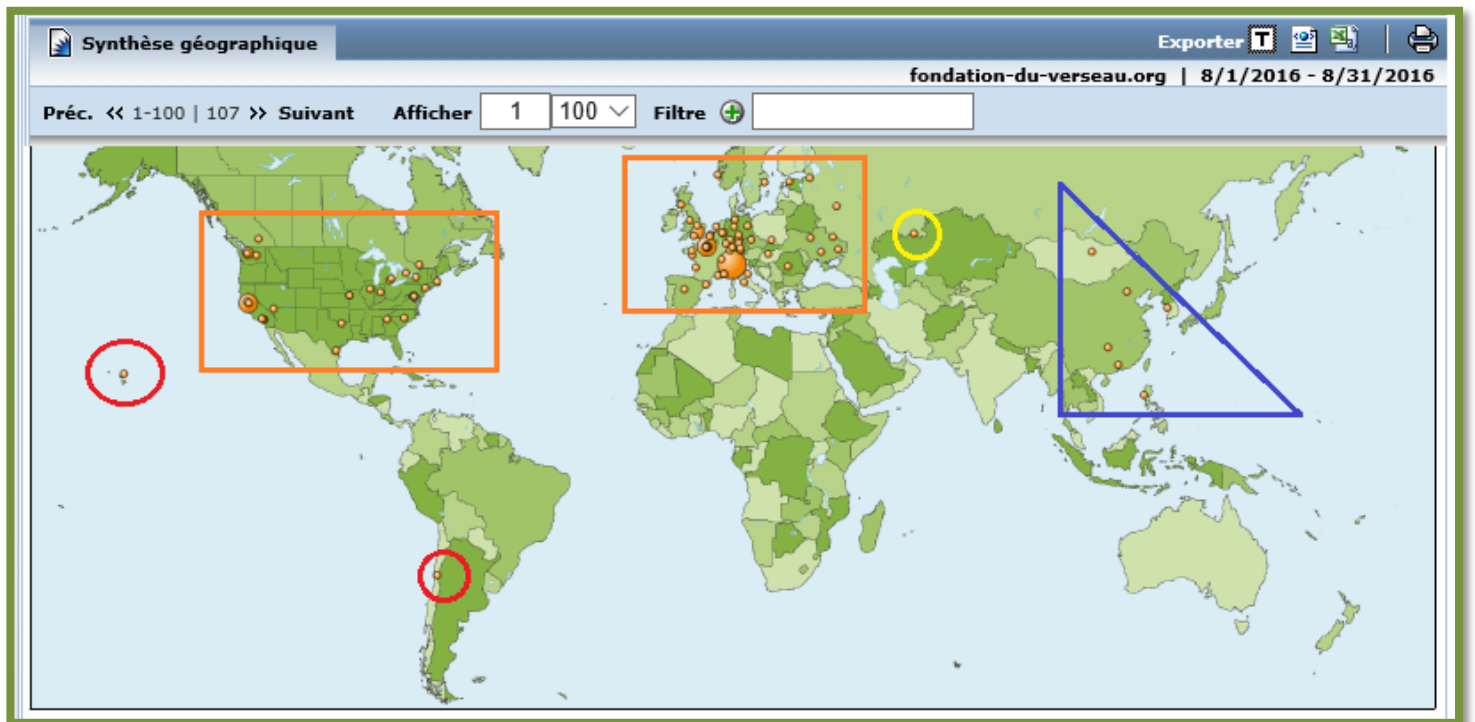 Synthèse géographique
Exporter T
fondation-du-verseau.org | 8/1/2016 - 8/31/2016
Préc. << 1-100 | 107 >> Suivant Afficher 1 100 Filtre